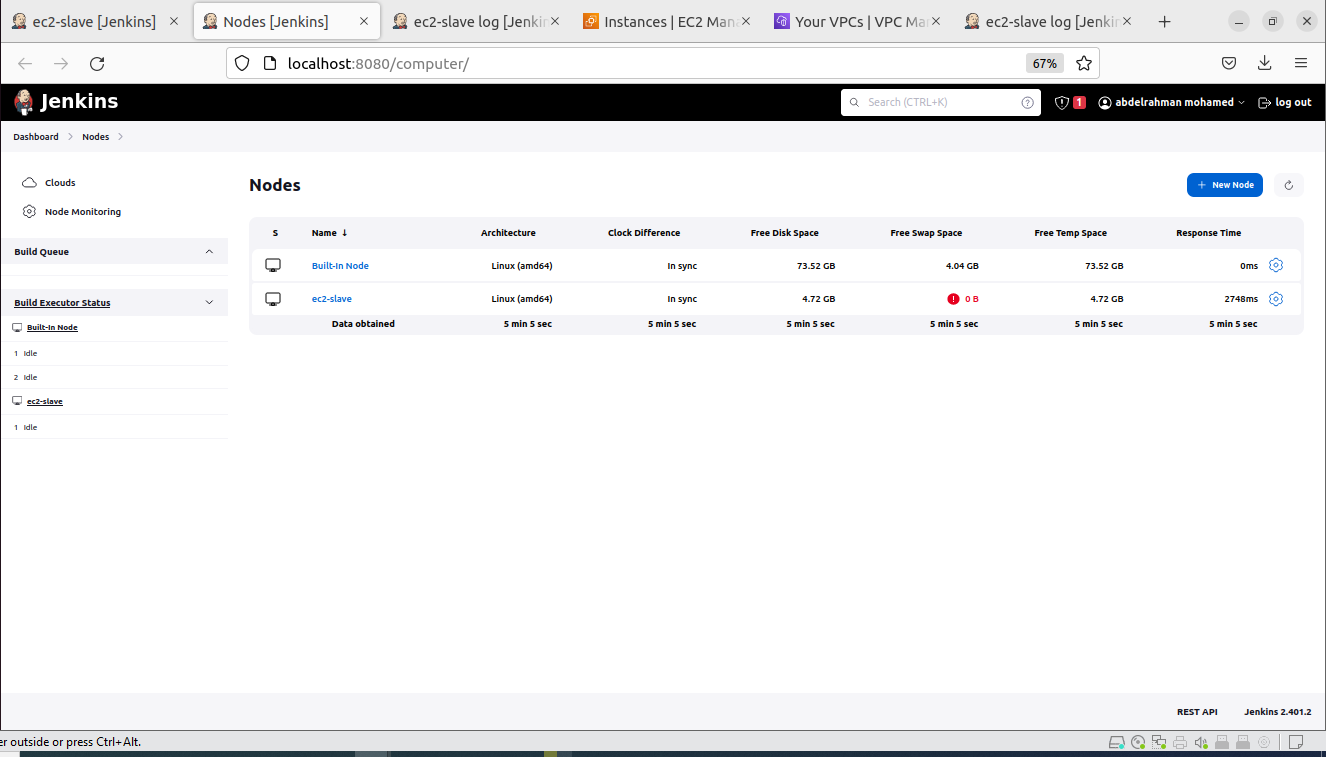 ec2-slave [Jenkins]
Nodes [Jenkins]
ec2-slave log [Jenkin
Instances | EC2 Mana
Your VPCs | VPC Ma
ec2-slave log [Jenkin
localhost:8080/computer/
67%
Jenkins
Search (CTRL+K)
1
abdelrahman mohamed
log out
Dashboard
Nodes
Clouds
Node Monitoring
Build Queue
Build Executor Status
Built-In Node
1 Idle
2 Idle
ec2-slave
1 Idle
Nodes
+ New Node
S Name ↓ Architecture Clock Difference Free Disk Space Free Swap Space Free Temp Space Response Time
Built-In Node Linux (amd64) In sync 73.52 GB 4.04 GB 73.52 GB 0ms
ec2-slave Linux (amd64) In sync 4.72 GB 0 B 4.72 GB 2748ms
Data obtained 5 min 5 sec 5 min 5 sec 5 min 5 sec 5 min 5 sec 5 min 5 sec 5 min 5 sec
REST API
Jenkins 2.401.2
er outside or press Ctrl+Alt.